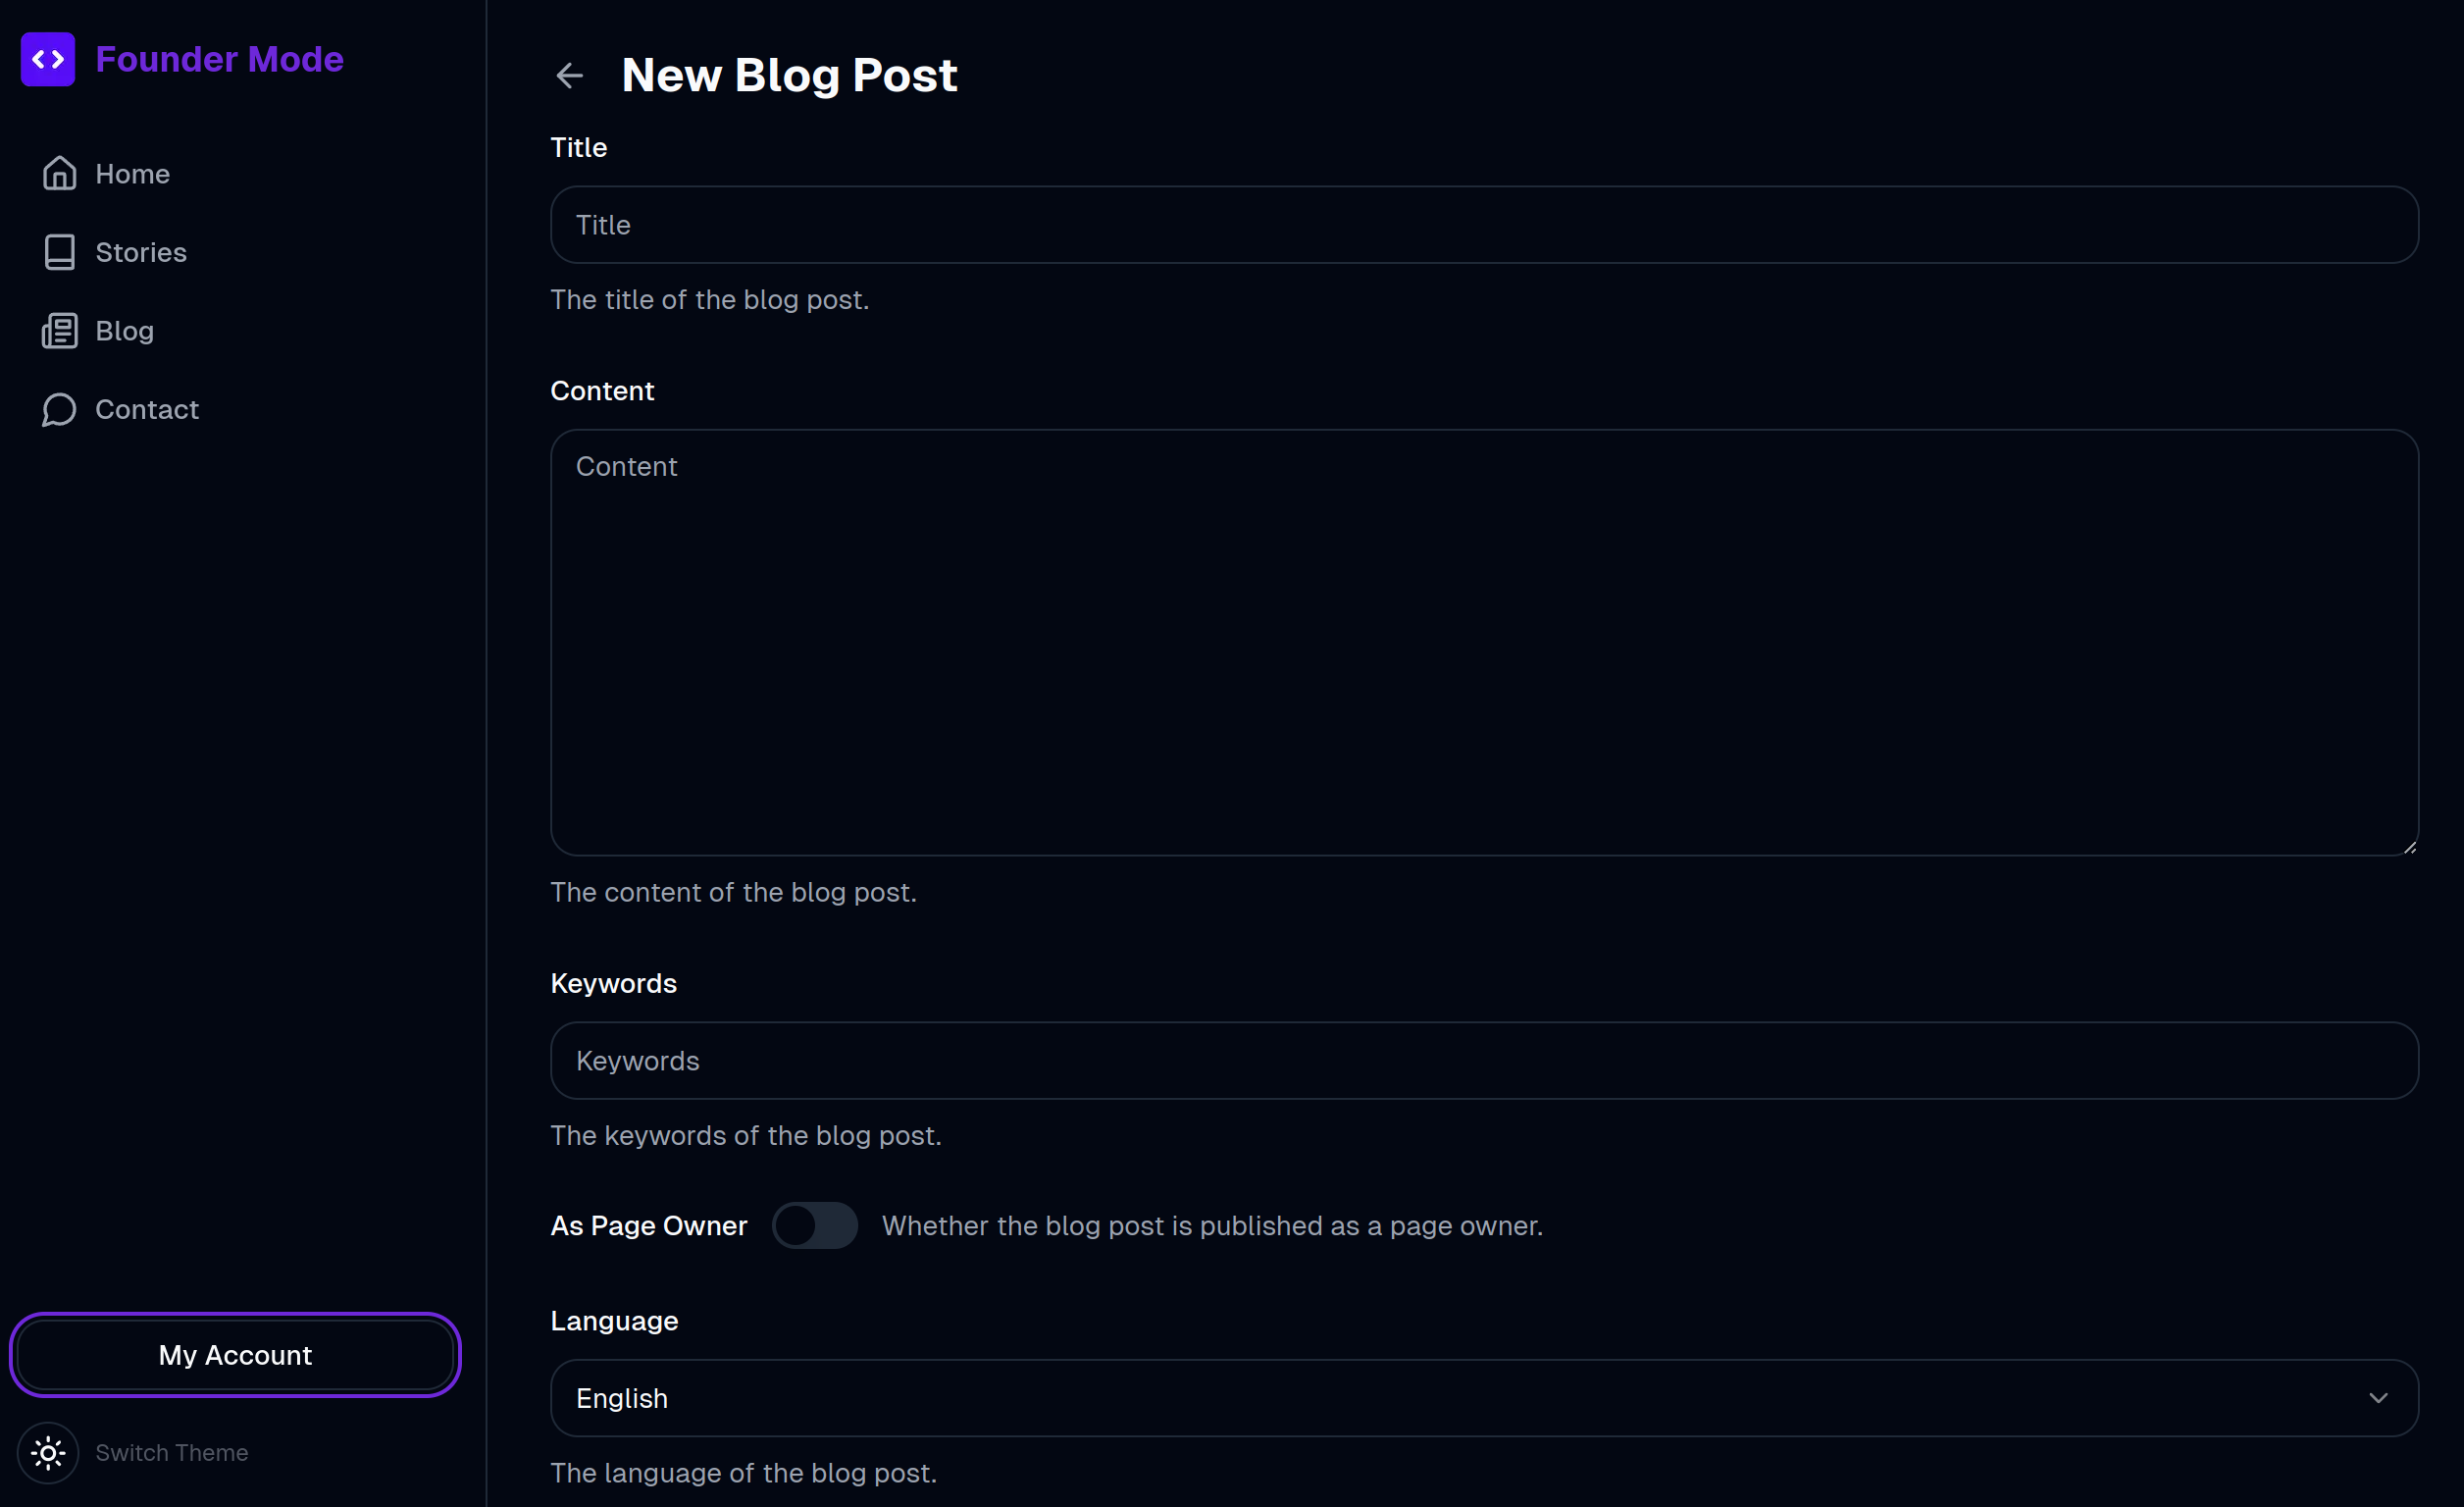 Founder Mode
Home
Stories
Blog
Contact
My Account
Switch Theme
New Blog Post
Title
Title
The title of the blog post.
Content
Content
The content of the blog post.
Keywords
Keywords
The keywords of the blog post.
As Page Owner Whether the blog post is published as a page owner.
Language
English
The language of the blog post.